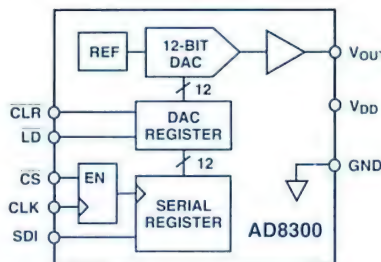 REF
12-BIT
DAC
VOUT
12
VDD
CLR
LD
DAC
REGISTER
12
GND
CS
EN
CLK
SERIAL
REGISTER
SDI
AD8300